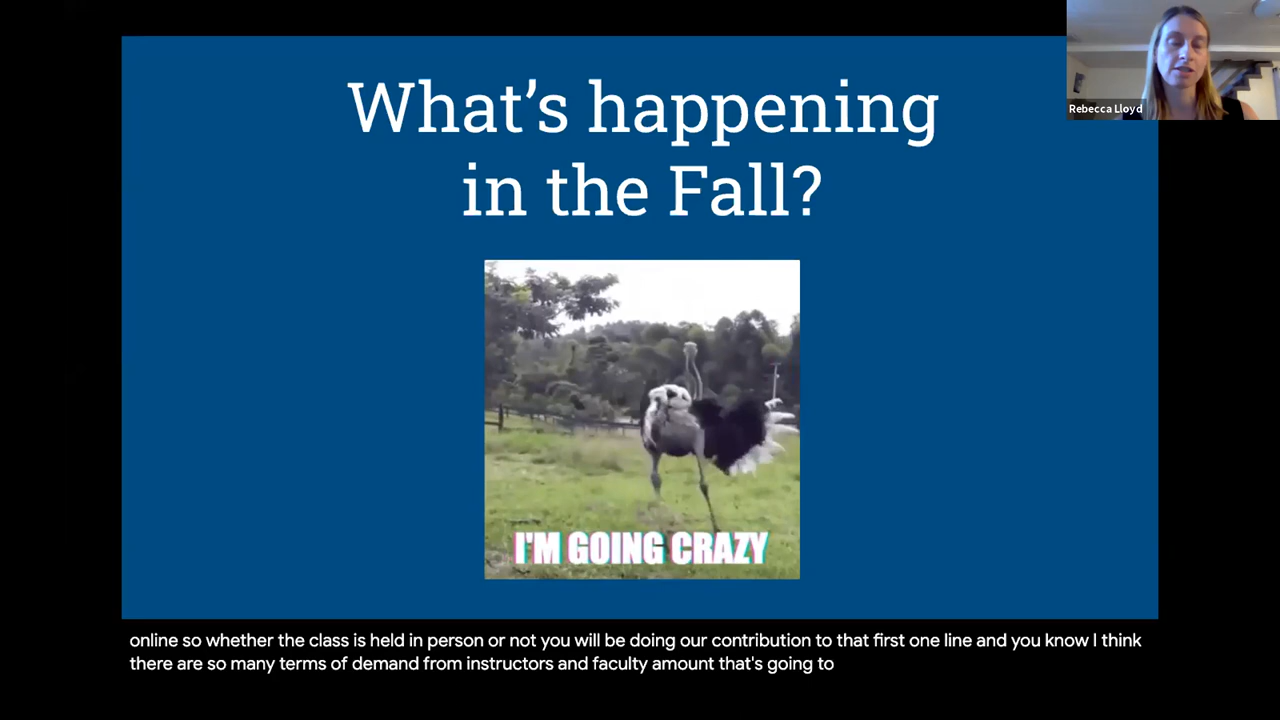 What's happening
in the Fall?
Rebecca Lloyd
I'M GOING CRAZY
online so whether the class is held in person or not you will be doing our contribution to that first one line and you know I think
there are so many terms of demand from instructors and faculty amount that's going to